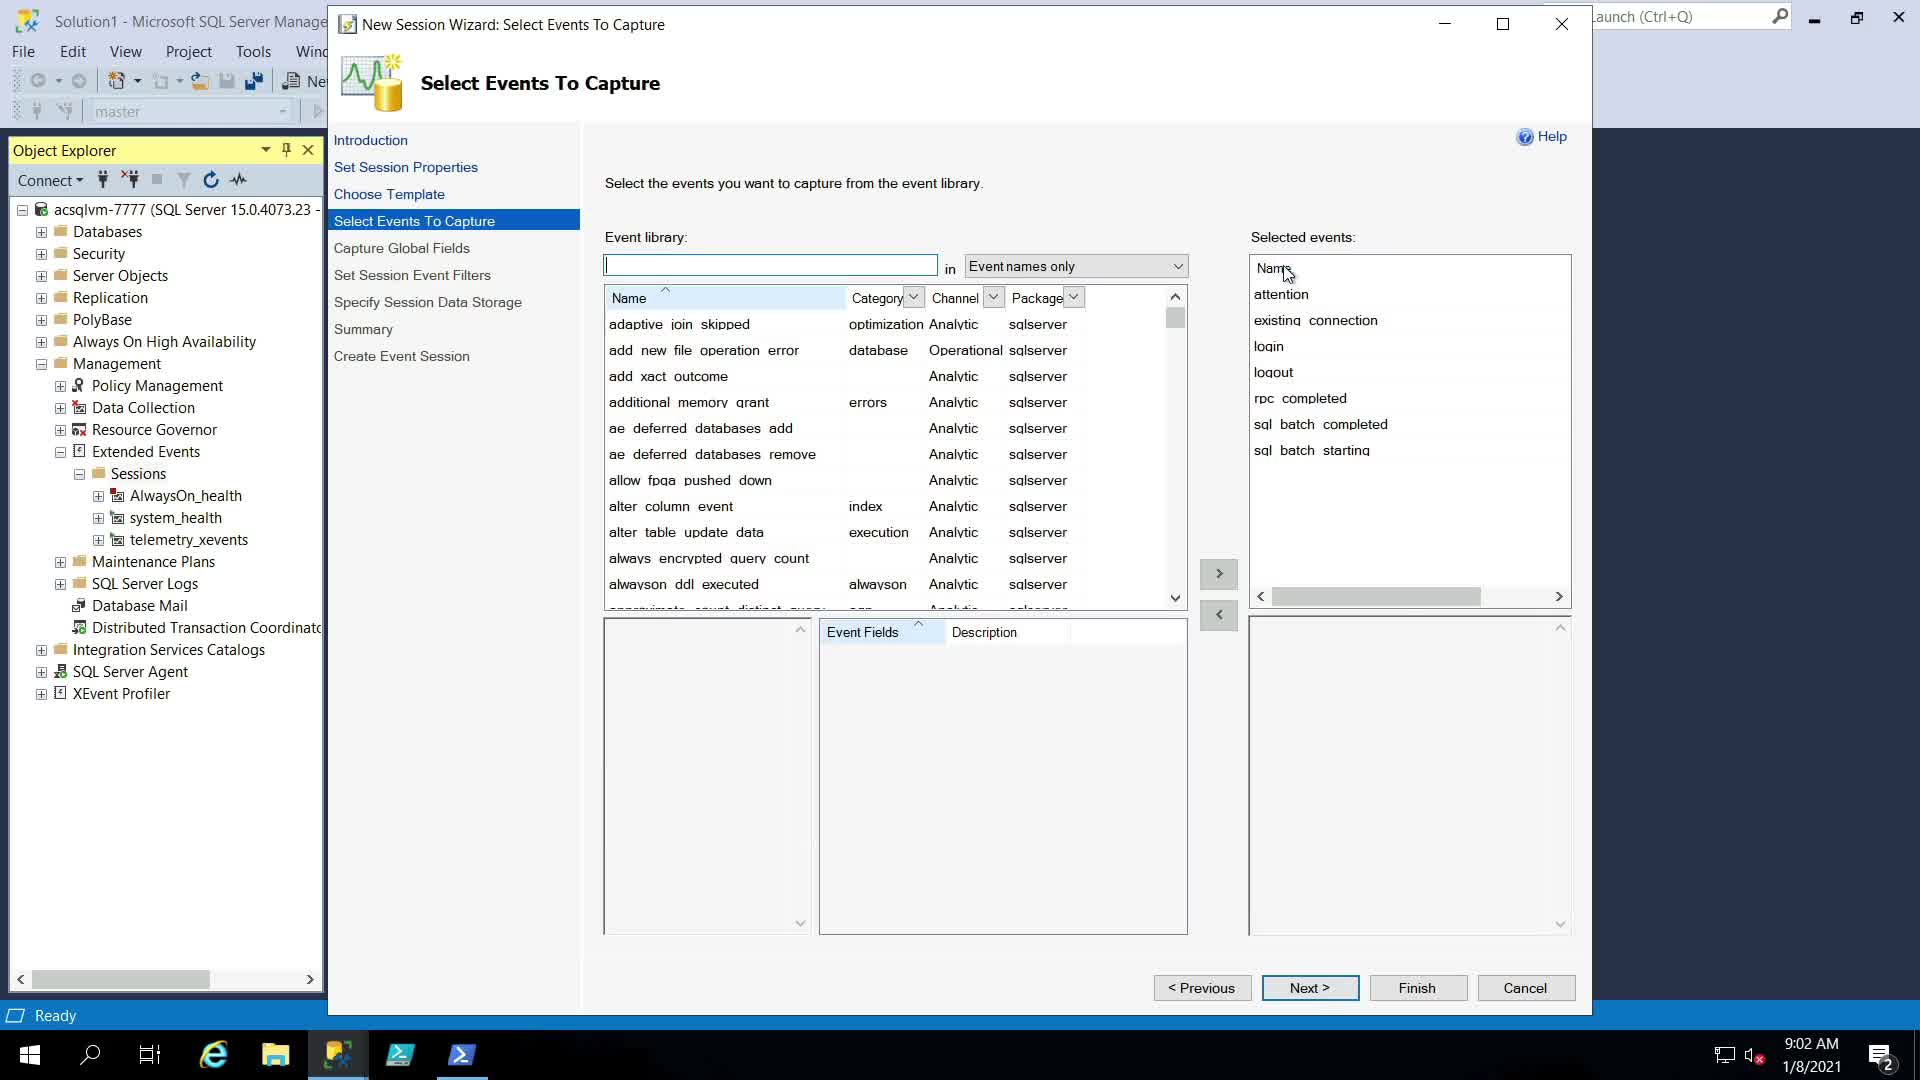 Solution1 - Microsoft SQL Server Manage
File Edit View Project Tools Wind
Ne
master
Launch (Ctrl+Q)
Object Explorer
Connect
acsqlvm-7777 (SQL Server 15.0.4073.23 -
Databases
Security
Server Objects
Replication
PolyBase
Always On High Availability
Management
Policy Management
Data Collection
Resource Governor
Extended Events
Sessions
AlwaysOn_health
system_health
telemetry_xevents
Maintenance Plans
SQL Server Logs
Database Mail
Distributed Transaction Coordinato
Integration Services Catalogs
SQL Server Agent
XEvent Profiler
New Session Wizard: Select Events To Capture
Select Events To Capture
Introduction
Set Session Properties
Choose Template
Select Events To Capture
Capture Global Fields
Set Session Event Filters
Specify Session Data Storage
Summary
Create Event Session
Help
Select the events you want to capture from the event library.
Event library:
in Event names only
Name Category Channel Package
adaptive_join_skipped optimization Analytic sqlserver
add_new_file_operation_error database Operational sqlserver
add_xact_outcome Analytic sqlserver
additional_memory_grant errors Analytic sqlserver
ae_deferred_databases_add Analytic sqlserver
ae_deferred_databases_remove Analytic sqlserver
allow_fpga_pushed_down Analytic sqlserver
alter_column_event index Analytic sqlserver
alter_table_update_data execution Analytic sqlserver
always_encrypted_query_count Analytic sqlserver
alwayson_ddl_executed alwayson Analytic sqlserver
Event Fields Description
Selected events:
Name
attention
existing_connection
login
logout
rpc_completed
sql_batch_completed
sql_batch_starting
>
<
< Previous Next > Finish Cancel
Ready
9:02 AM
1/8/2021
2